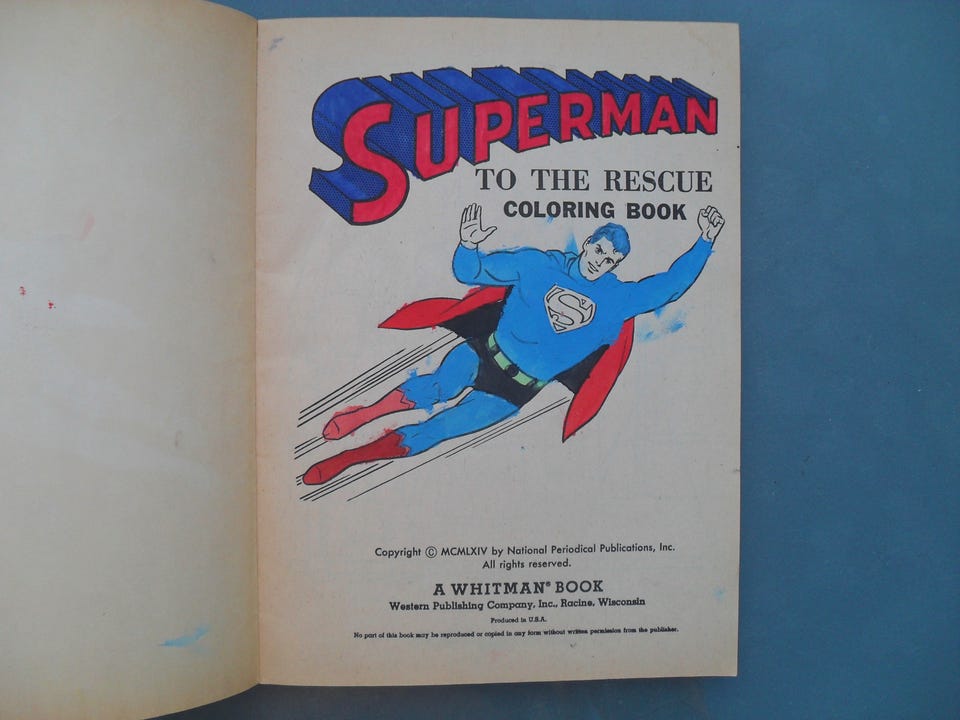 SUPERMAN
TO THE RESCUE
COLORING BOOK
S
Copyright © MCMLXIV by National Periodical Publications, Inc.
All rights reserved.
A WHITMAN® BOOK
Western Publishing Company, Inc., Racine, Wisconsin
Produced in U.S.A.
No part of this book may be reproduced or copied in any form without written permission from the publisher.